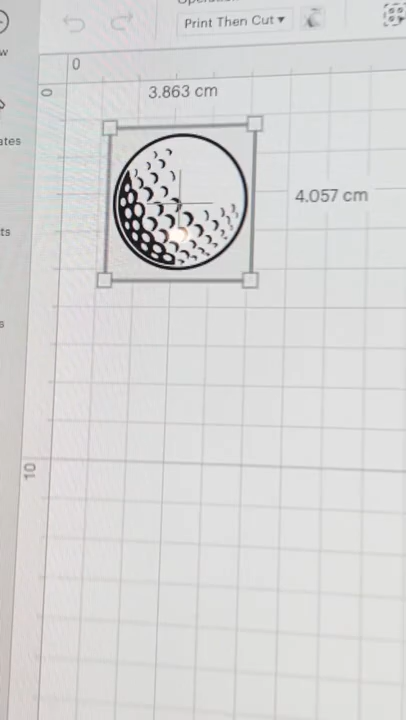 Print Then Cut ▾
w
0
0
3.863 cm
ates
4.057 cm
ts
s
10